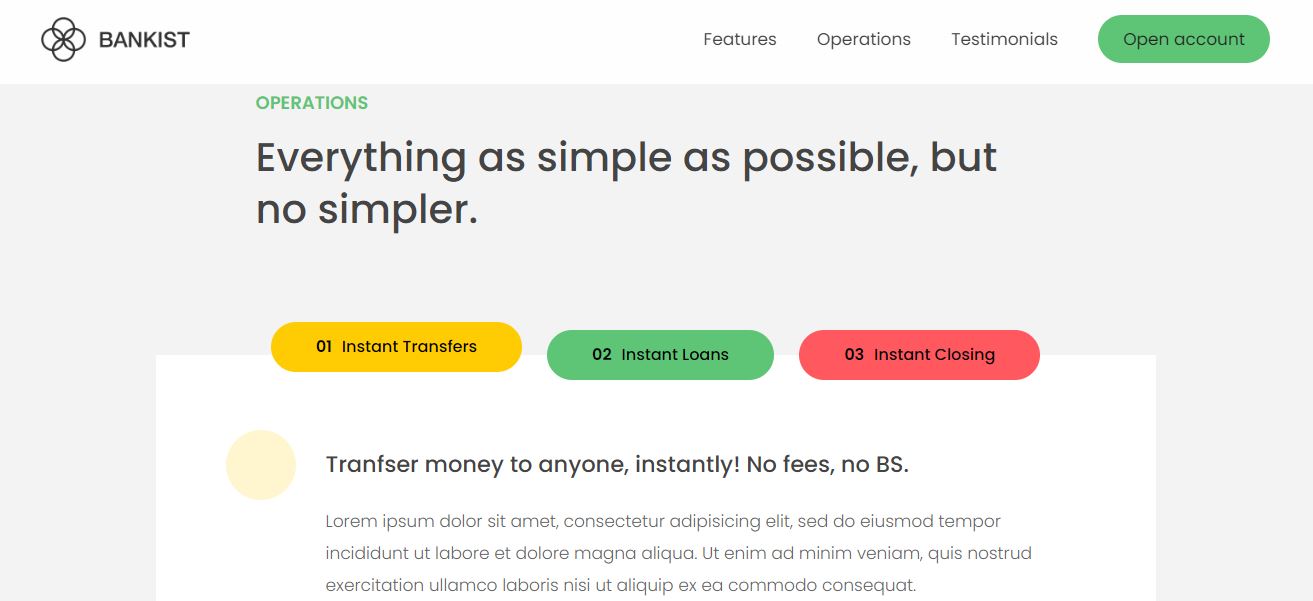 BANKIST
Features Operations Testimonials Open account
OPERATIONS
Everything as simple as possible, but
no simpler.
01 Instant Transfers
02 Instant Loans
03 Instant Closing
Tranfser money to anyone, instantly! No fees, no BS.
Lorem ipsum dolor sit amet, consectetur adipisicing elit, sed do eiusmod tempor
incididunt ut labore et dolore magna aliqua. Ut enim ad minim veniam, quis nostrud
exercitation ullamco laboris nisi ut aliquip ex ea commodo consequat.